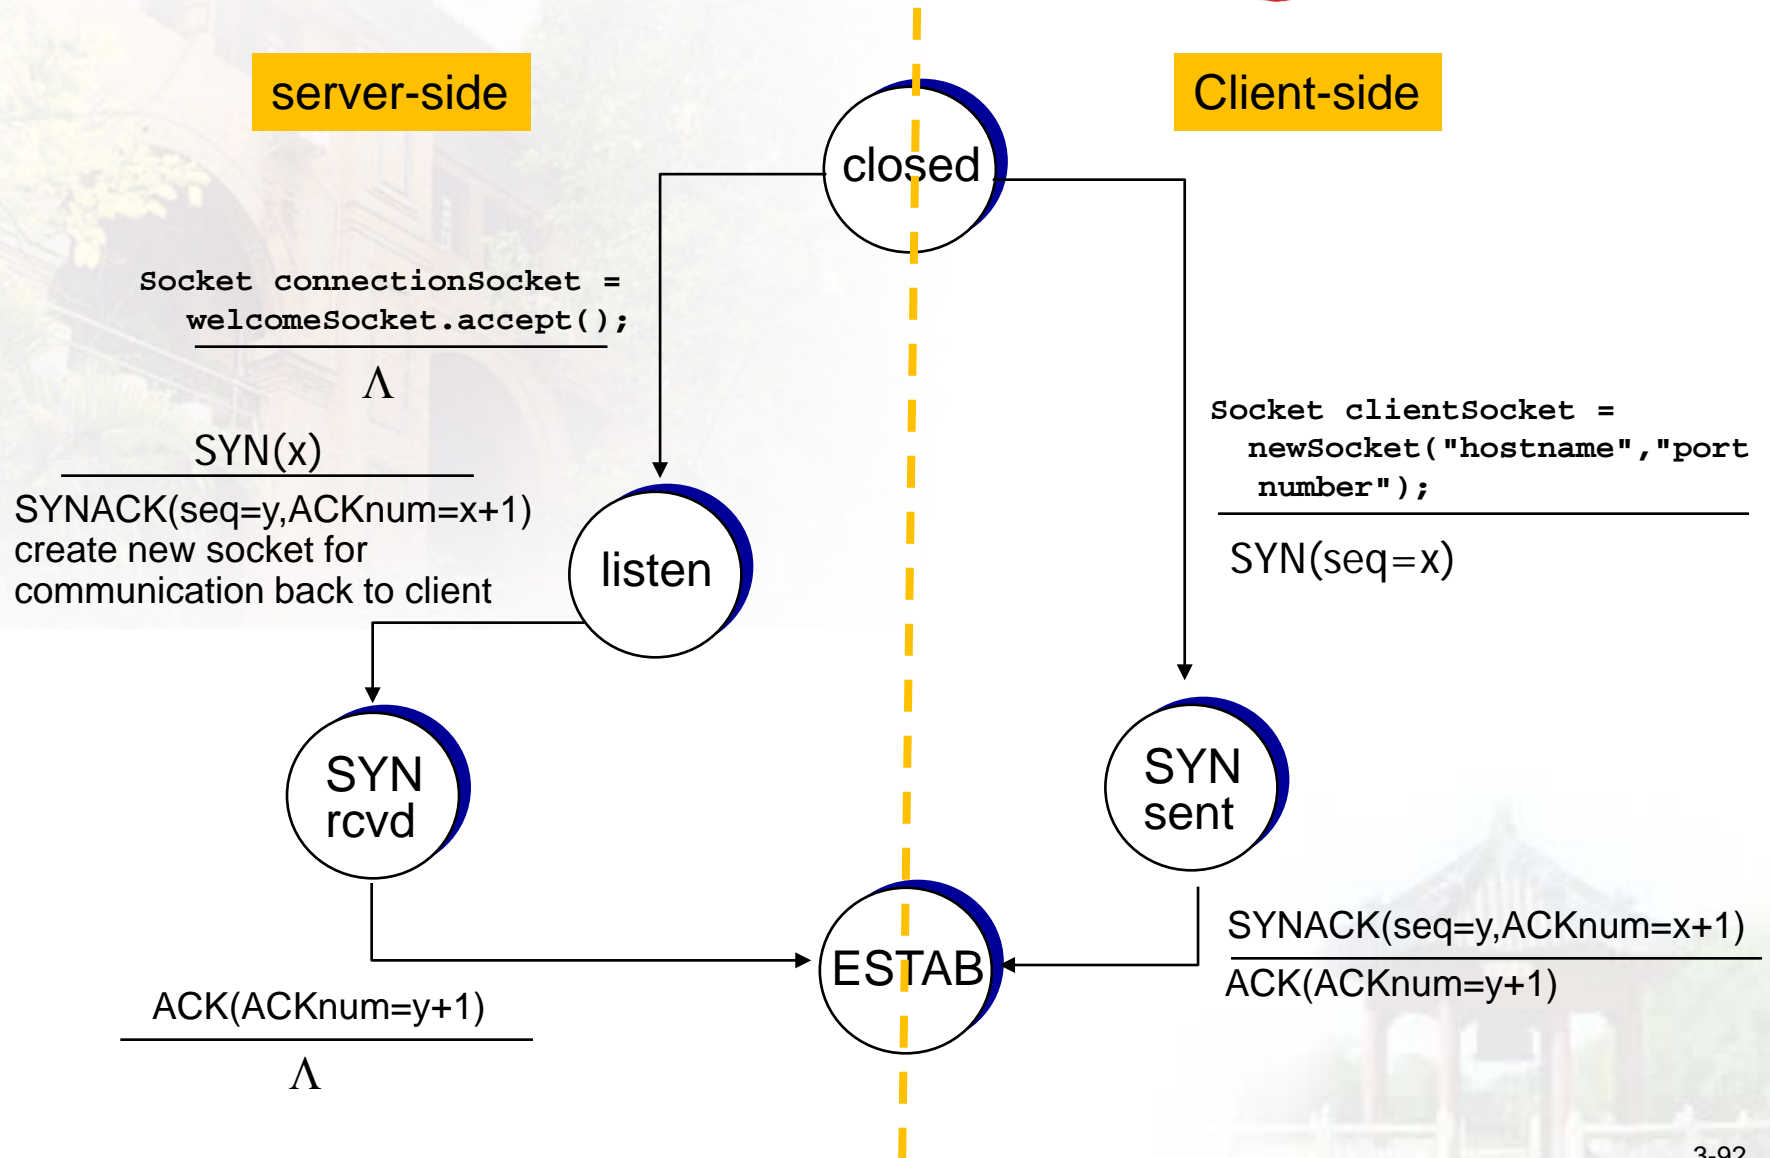 server-side
Client-side
closed
Socket connectionSocket =
welcomeSocket.accept();
Λ
SYN(x)
SYNACK(seq=y,ACKnum=x+1)
create new socket for
communication back to client
listen
Socket clientSocket =
newSocket("hostname","port
number");
SYN(seq=x)
SYN
rcvd
SYN
sent
ESTAB
SYNACK(seq=y,ACKnum=x+1)
ACK(ACKnum=y+1)
ACK(ACKnum=y+1)
Λ
3-92